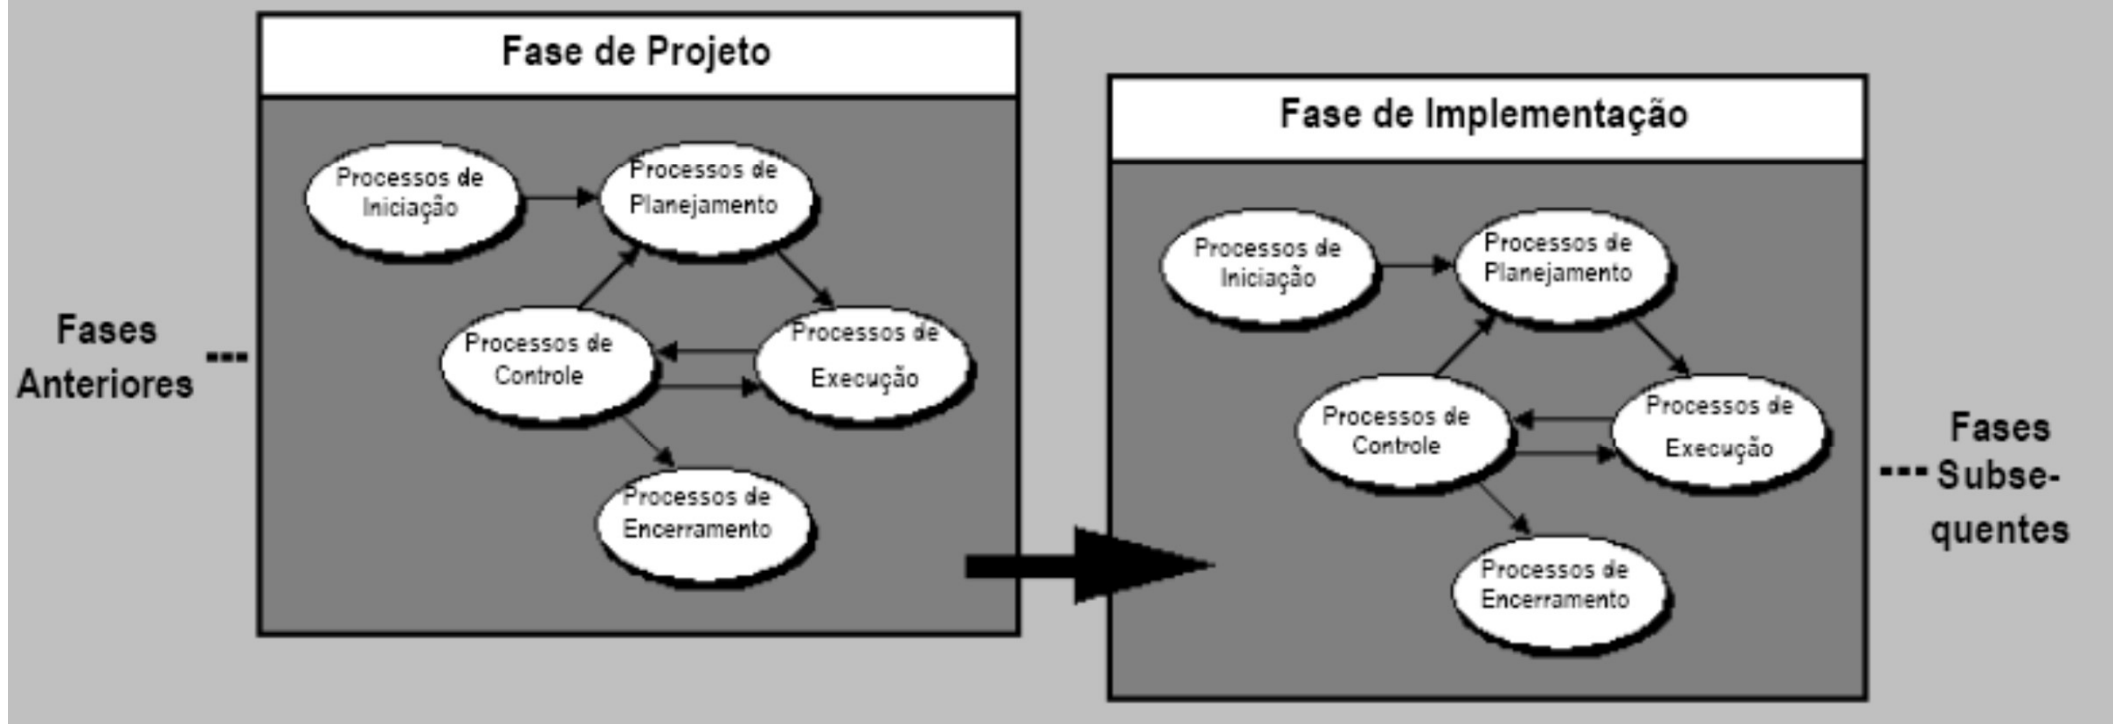 Fase de Projeto
Processos de
Iniciação
Processos de
Planejamento
Processos de
Controle
Processos de
Execução
Processos de
Encerramento
Fases
Anteriores
Fase de Implementação
Processos de
Iniciação
Processos de
Planejamento
Processos de
Controle
Processos de
Execução
Processos de
Encerramento
Fases
Subse-
quentes